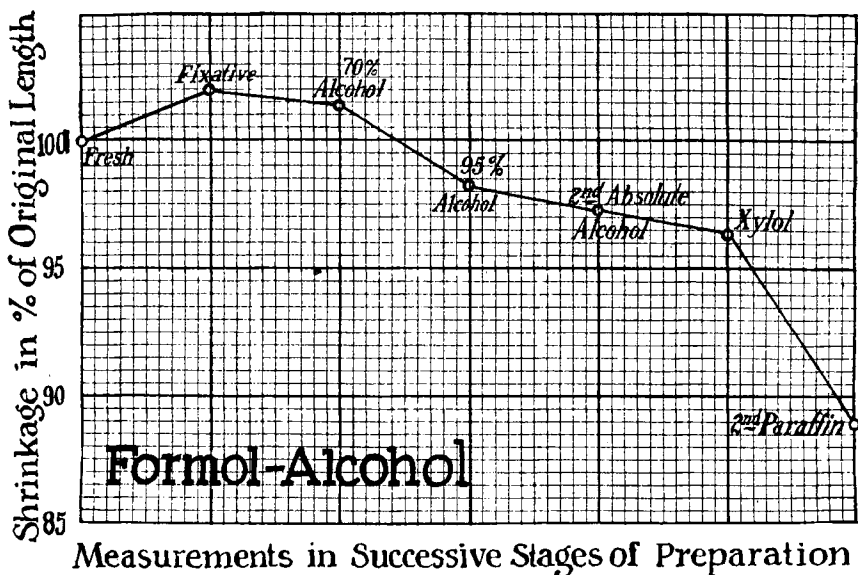 Shrinkage in % of Original Length
100
95
90
85
Fresh
Fixative
70%
Alcohol
95%
Alcohol
2nd Absolute
Alcohol
Xylol
2nd Paraffin
Formol-Alcohol
Measurements in Successive Stages of Preparation